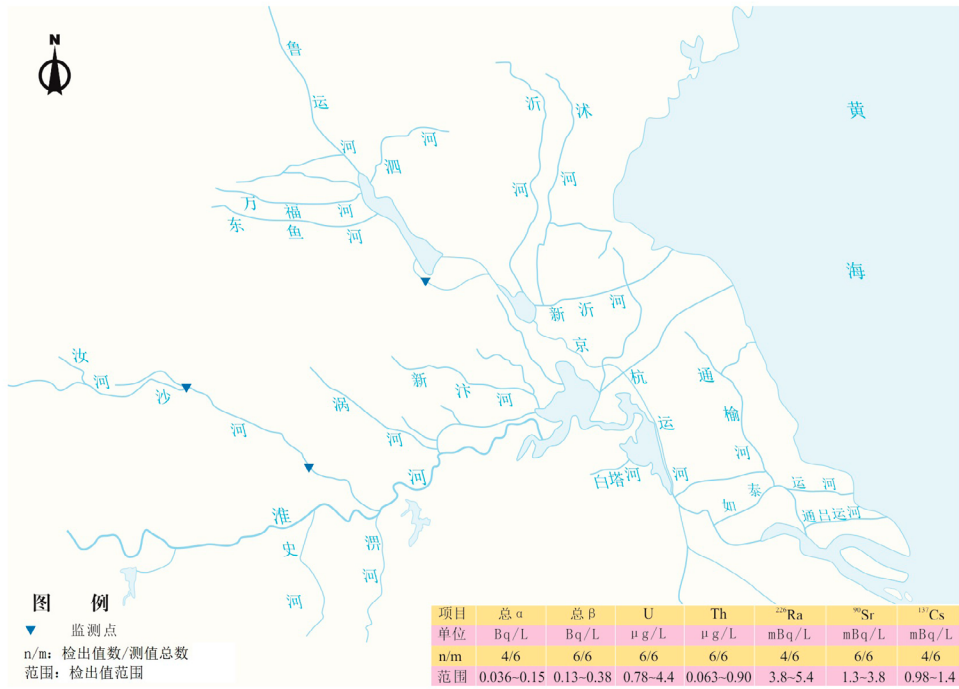 N
鲁运河
泗河
沂河
沭河
黄海
万福河
东鱼河
新沂河
京杭运河
通榆河
汝河
沙河
涡河
新汴河
白塔河
淮河
史河
淠河
如泰运河
通吕运河
图 例
监测点
n/m: 检出值数/测值总数
范围: 检出值范围
项目 总α 总β U Th ²²⁶Ra ⁹⁰Sr ¹³⁷Cs
单位 Bq/L Bq/L μg/L μg/L mBq/L mBq/L mBq/L
n/m 4/6 6/6 6/6 6/6 4/6 6/6 4/6
范围 0.036~0.15 0.13~0.38 0.78~4.4 0.063~0.90 3.8~5.4 1.3~3.8 0.98~1.4